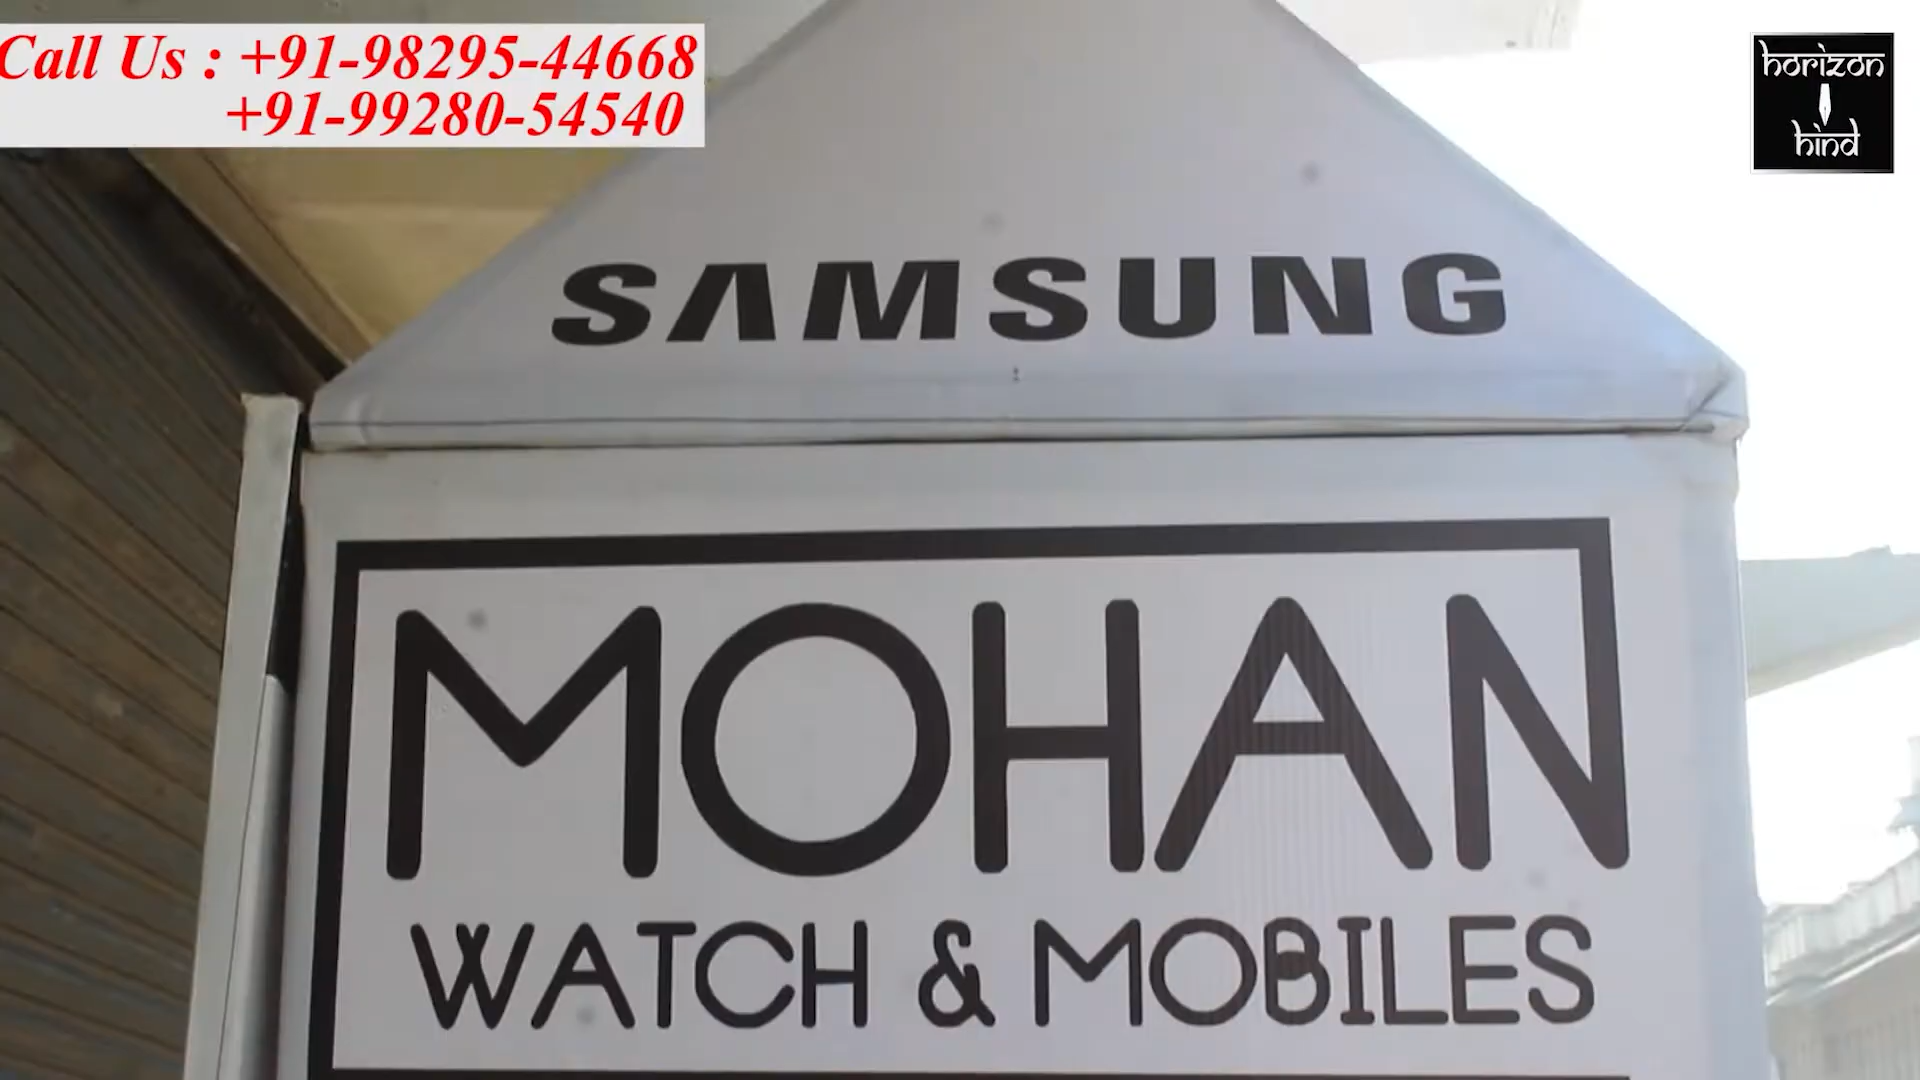 Call Us : +91-98295-44668
+91-99280-54540
horizon
hind
SAMSUNG
MOHAN
WATCH & MOBILES